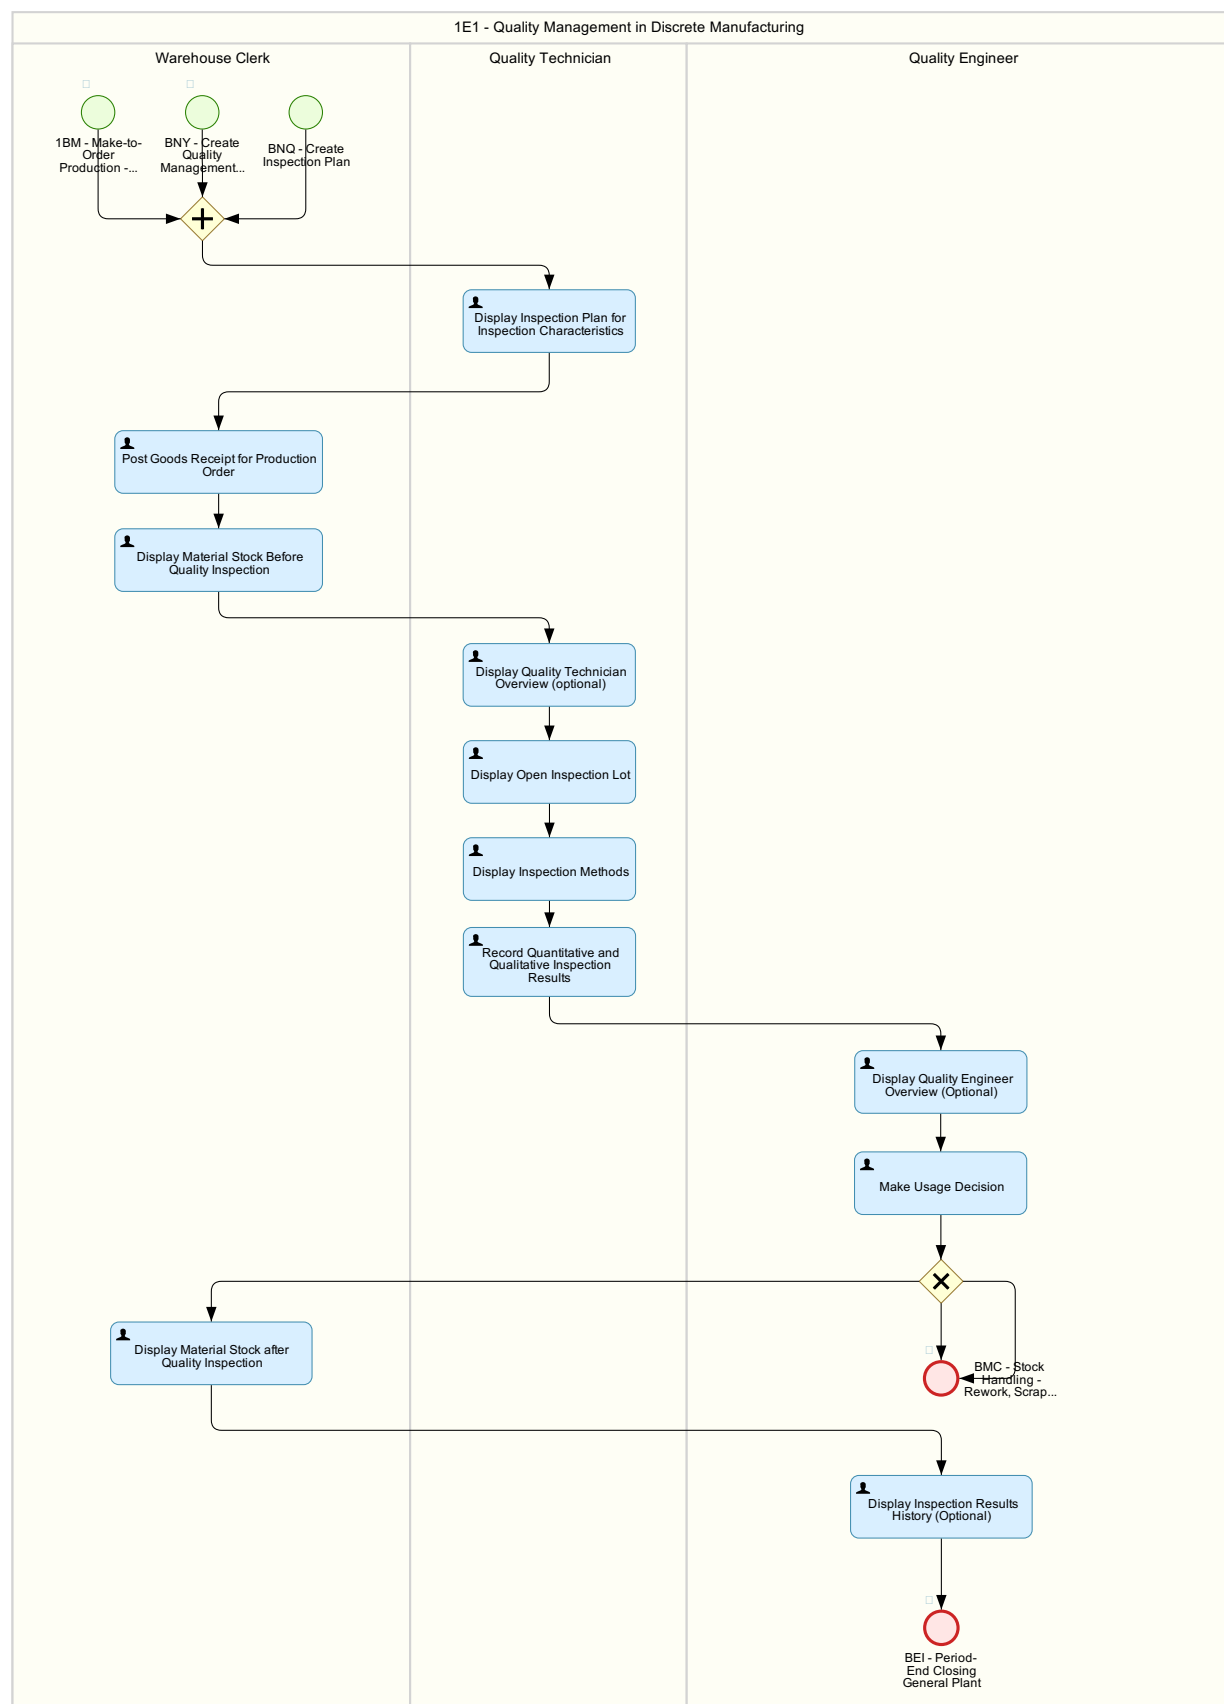 1E1 - Quality Management in Discrete Manufacturing
Warehouse Clerk
Quality Technician
Quality Engineer
1BM - Make-to-
Order
Production -...
BNY - Create
Quality
Management...
BNQ - Create
Inspection Plan
Display Inspection Plan for
Inspection Characteristics
Post Goods Receipt for Production
Order
Display Material Stock Before
Quality Inspection
Display Quality Technician
Overview (optional)
Display Open Inspection Lot
Display Inspection Methods
Record Quantitative and
Qualitative Inspection
Results
Display Quality Engineer
Overview (Optional)
Make Usage Decision
Display Material Stock after
Quality Inspection
BMC - Stock
Handling -
Rework, Scrap...
Display Inspection Results
History (Optional)
BEI - Period-
End Closing
General Plant